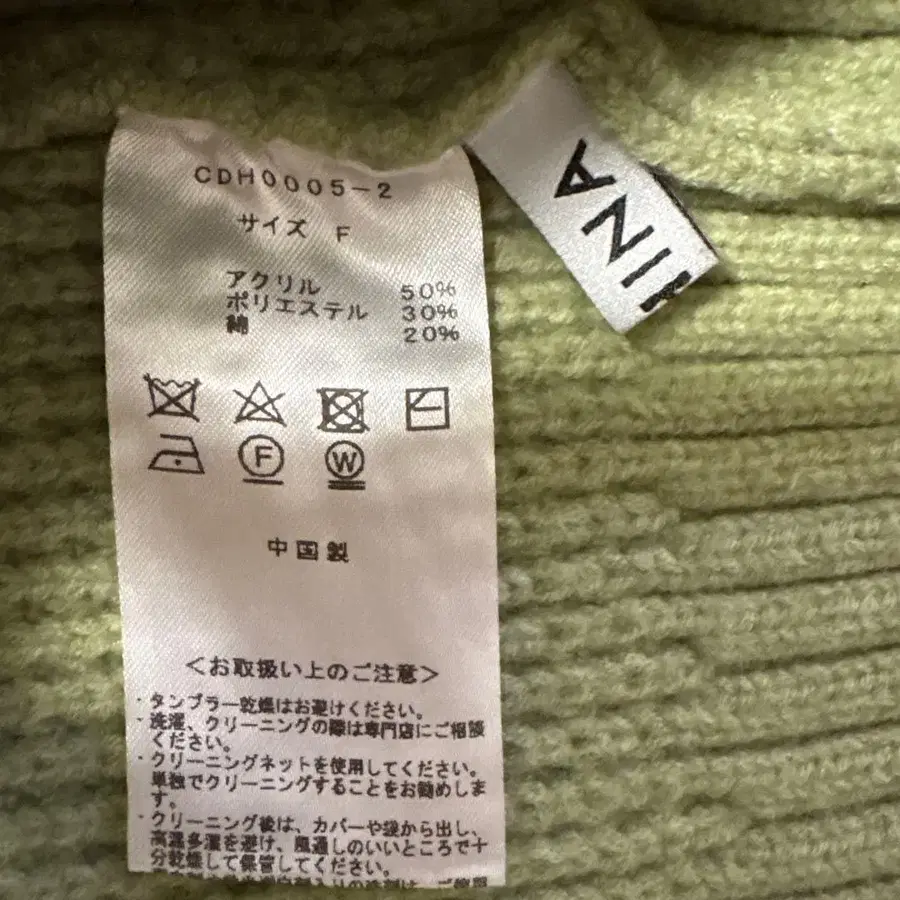 CDH0005-2
サイズ F
アクリル 50%
ポリエステル 30%
綿 20%
F
W
中国製
<お取扱い上のご注意>
・タンブラー乾燥はお避けください。
・洗濯、クリーニングの際は専門店にご相談
ください。
・クリーニングネットを使用してください。
単独でクリーニングすることをお勧めしま
す。
・クリーニング後は、カバーや袋から出し、
高温多湿を避け、風通しのいいところで十
分乾燥して保管してください。
INA